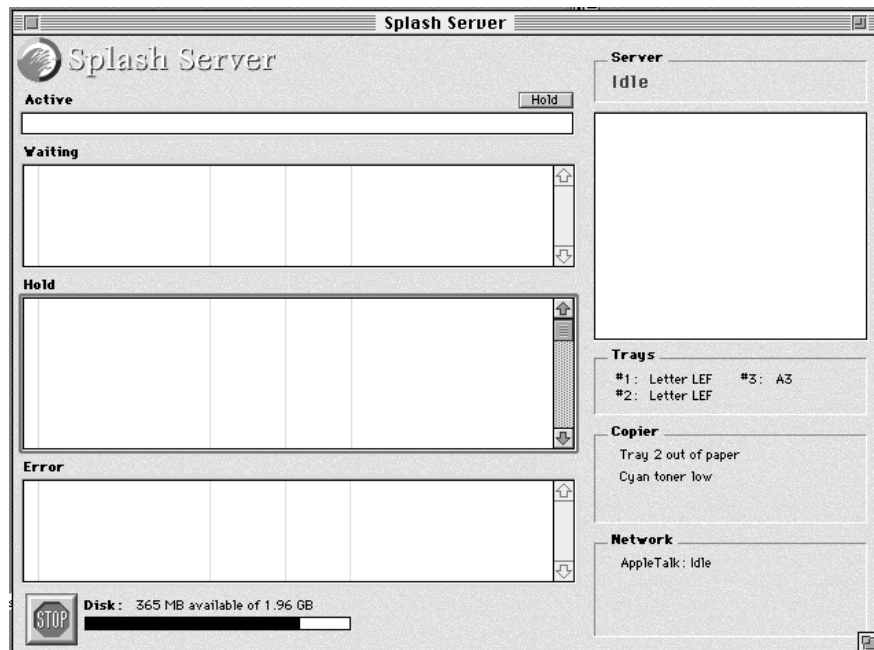 Splash Server
Splash Server
Active
Hold
Waiting
Hold
Error
STOP
Disk: 365 MB available of 1.96 GB
Server
Idle
Trays
#1: Letter LEF #3: A3
#2: Letter LEF
Copier
Tray 2 out of paper
Cyan toner low
Network
AppleTalk: Idle